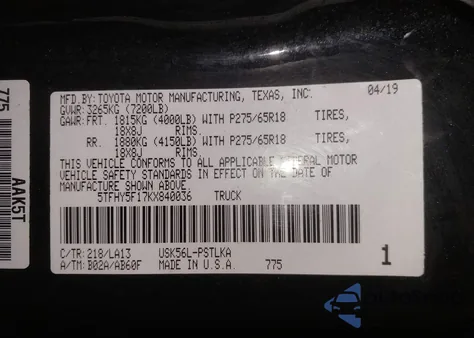 MFD.BY: TOYOTA MOTOR MANUFACTURING, TEXAS, INC. 04/19
GVWR: 3265KG (7200LB)
GAWR: FRT. 1815KG (4000LB) WITH P275/65R18 TIRES,
18X8J RIMS.
RR. 1880KG (4150LB) WITH P275/65R18 TIRES,
18X8J RIMS.
THIS VEHICLE CONFORMS TO ALL APPLICABLE FEDERAL MOTOR
VEHICLE SAFETY STANDARDS IN EFFECT ON THE DATE OF
MANUFACTURE SHOWN ABOVE.
5TFHY5F17KX840036 TRUCK
C/TR: 218/LA13 USK56L-PSTLKA
A/TM: B02A/AB60F MADE IN U.S.A. 775
1
775
AAK5T